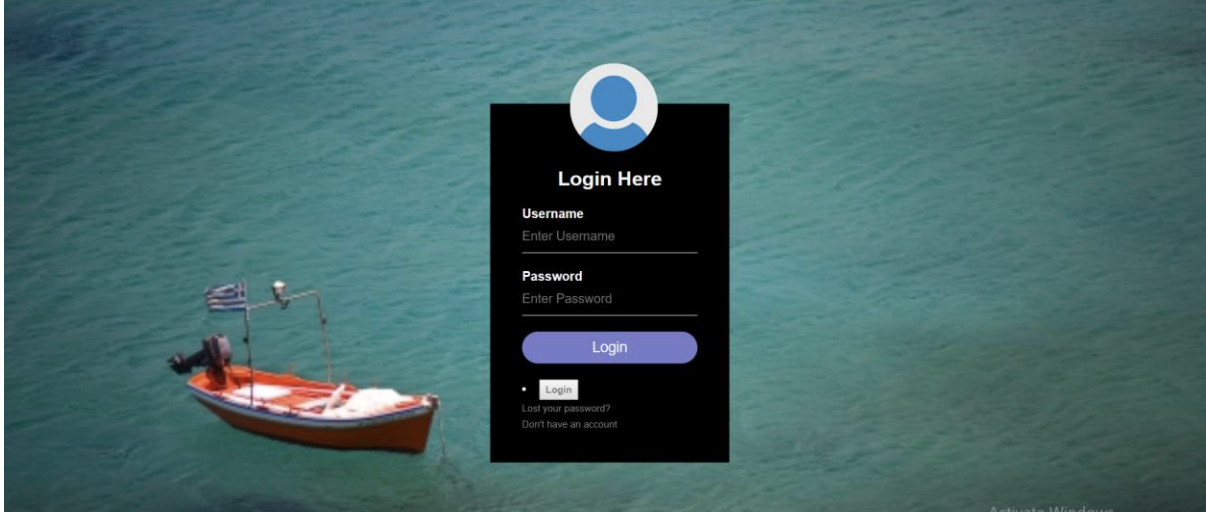 Login Here
Username
Enter Username
Password
Enter Password
Login
Login
Lost your password?
Don't have an account
Activate Windows